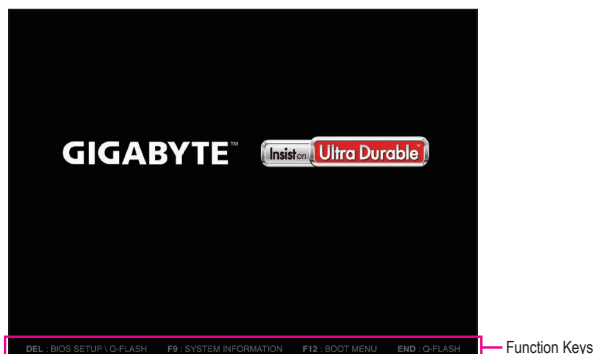 GIGABYTE™
Insist on Ultra Durable™
DEL : BIOS SETUP \ Q-FLASH F9 : SYSTEM INFORMATION F12 : BOOT MENU END : Q-FLASH
Function Keys